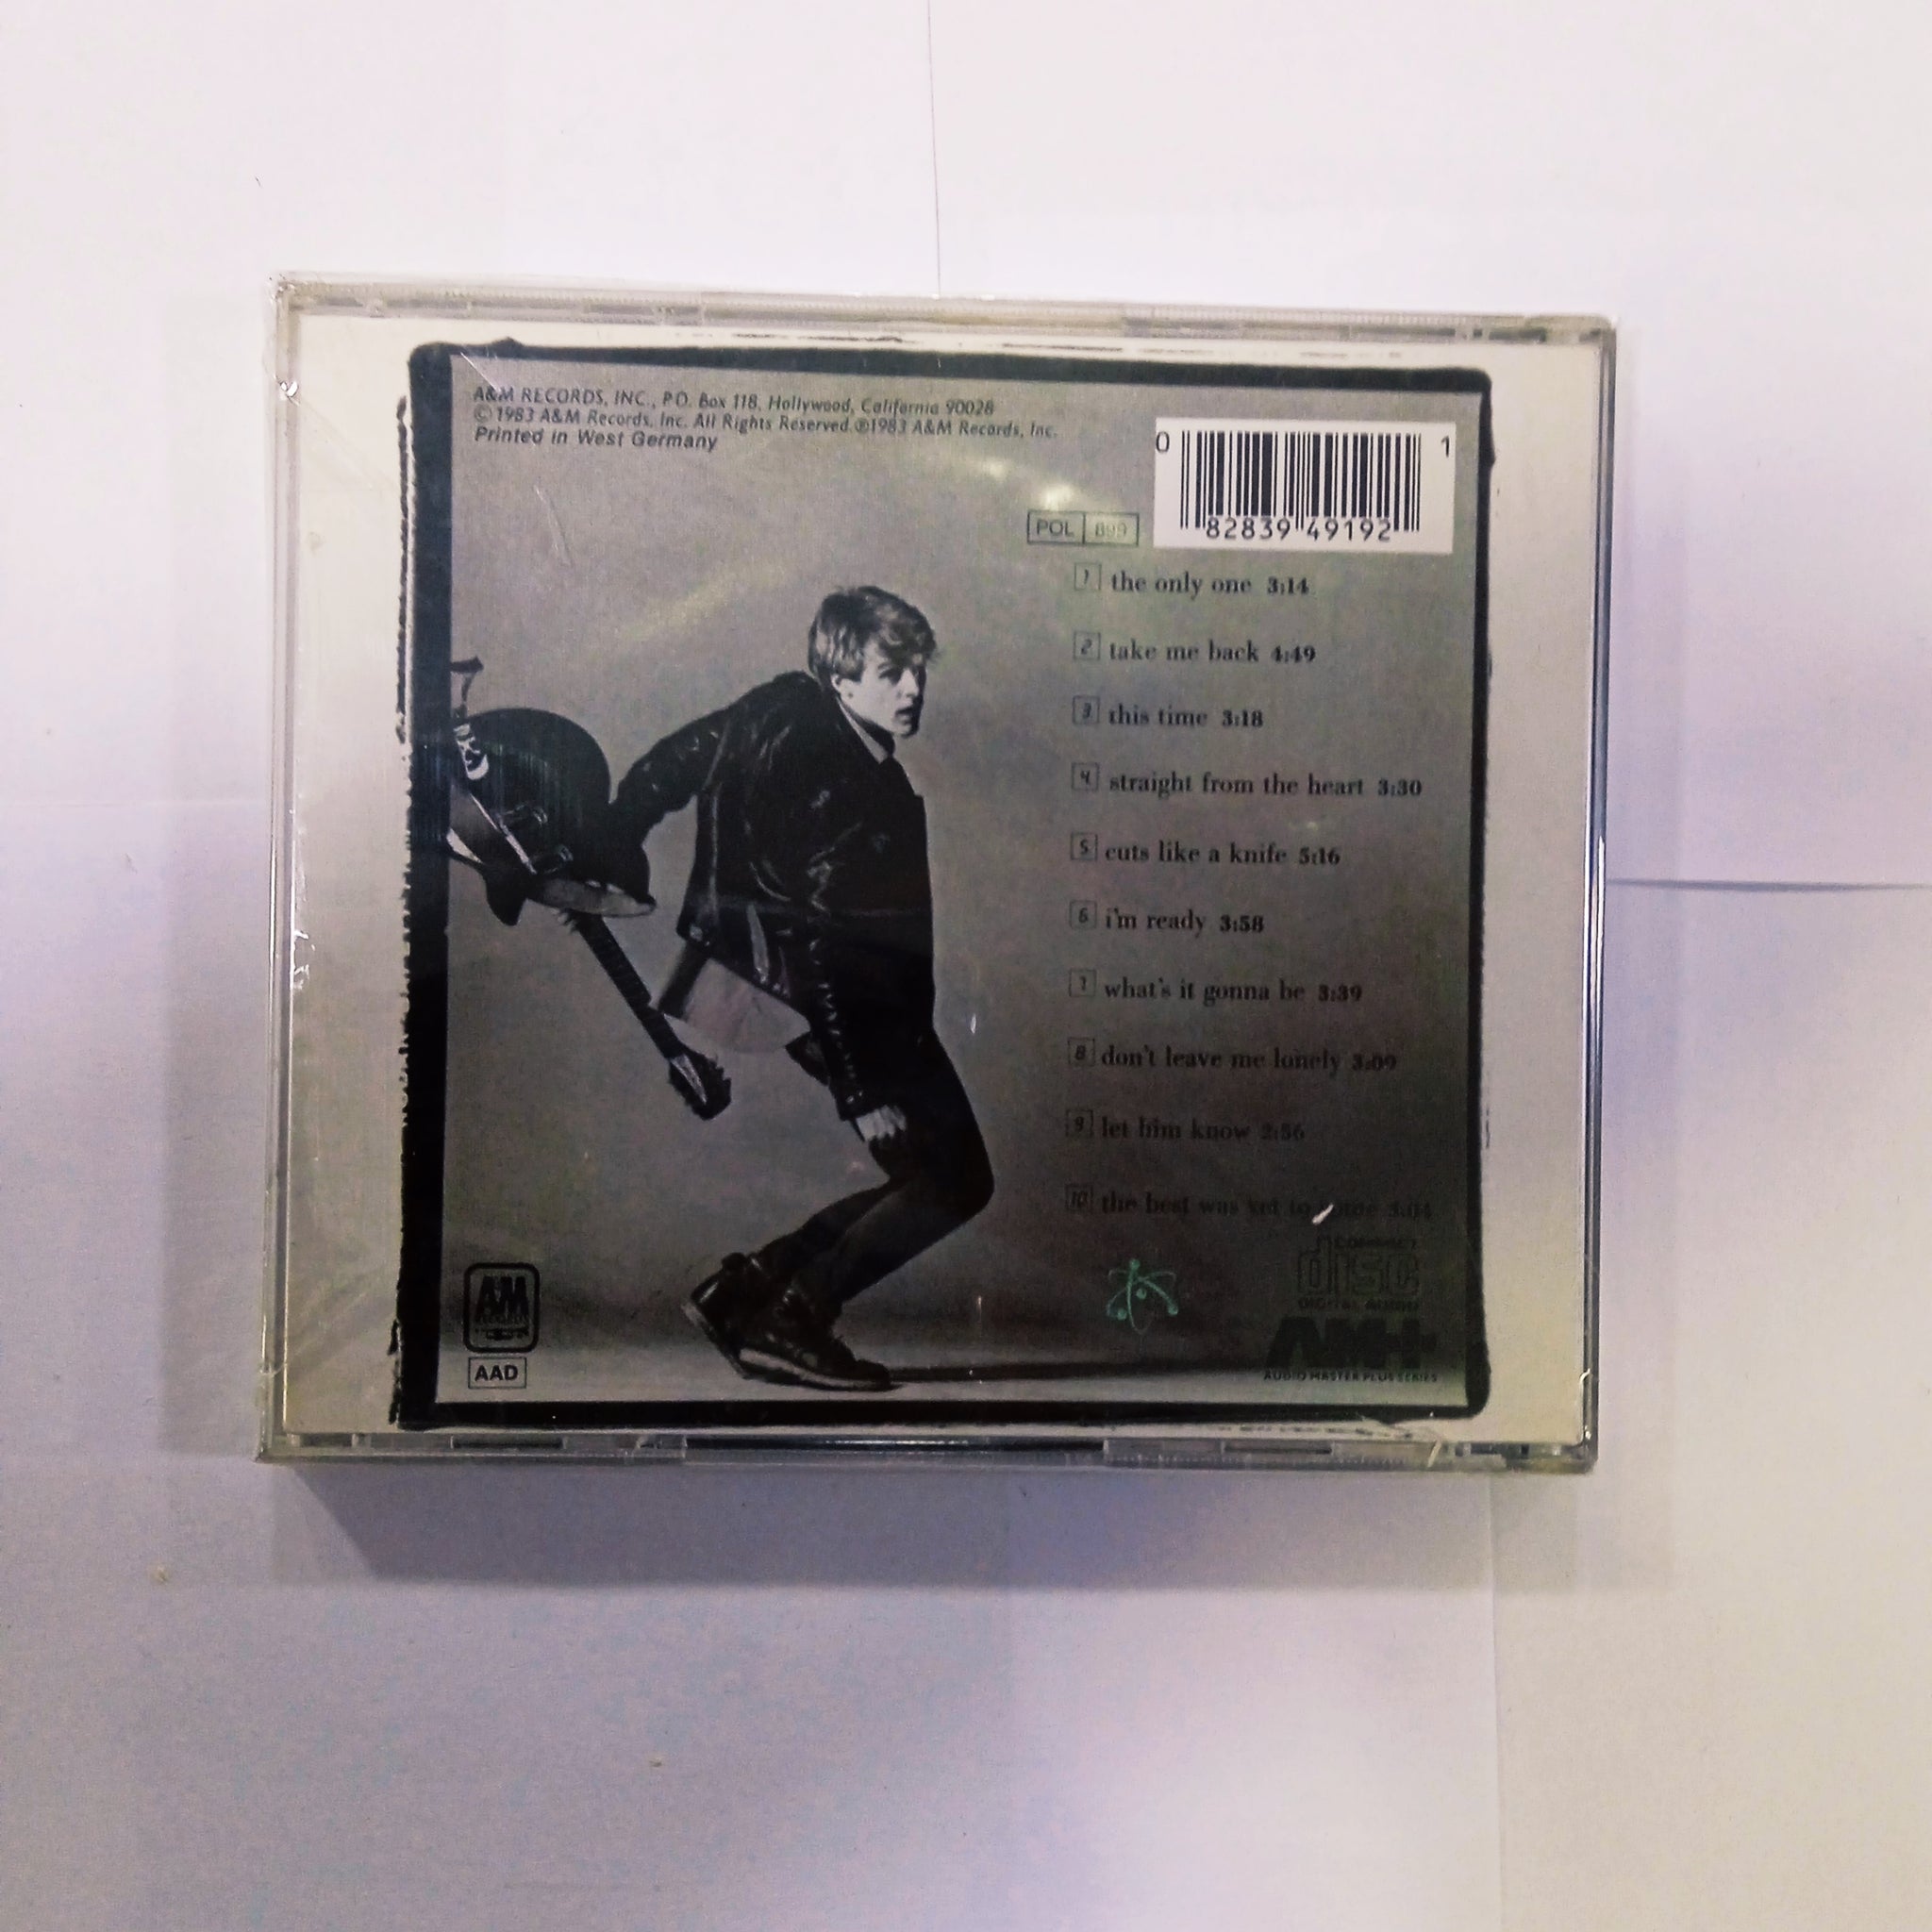 A&M RECORDS, INC., P.O. Box 118, Hollywood, California 90028
©1983 A&M Records, Inc. All Rights Reserved. ℗1983 A&M Records, Inc.
Printed in West Germany
0 82839 49192 1
POL 899
1 the only one 3:14
2 take me back 4:49
3 this time 3:18
4 straight from the heart 3:30
5 cuts like a knife 5:16
6 i'm ready 3:58
7 what's it gonna be 3:39
8 don't leave me lonely 3:09
9 let him know 2:56
10 the best was yet to come 3:04
A&M
RECORDS
AAD
COMPACT
disc
DIGITAL AUDIO
AM+
AUDIO MASTER PLUS SERIES